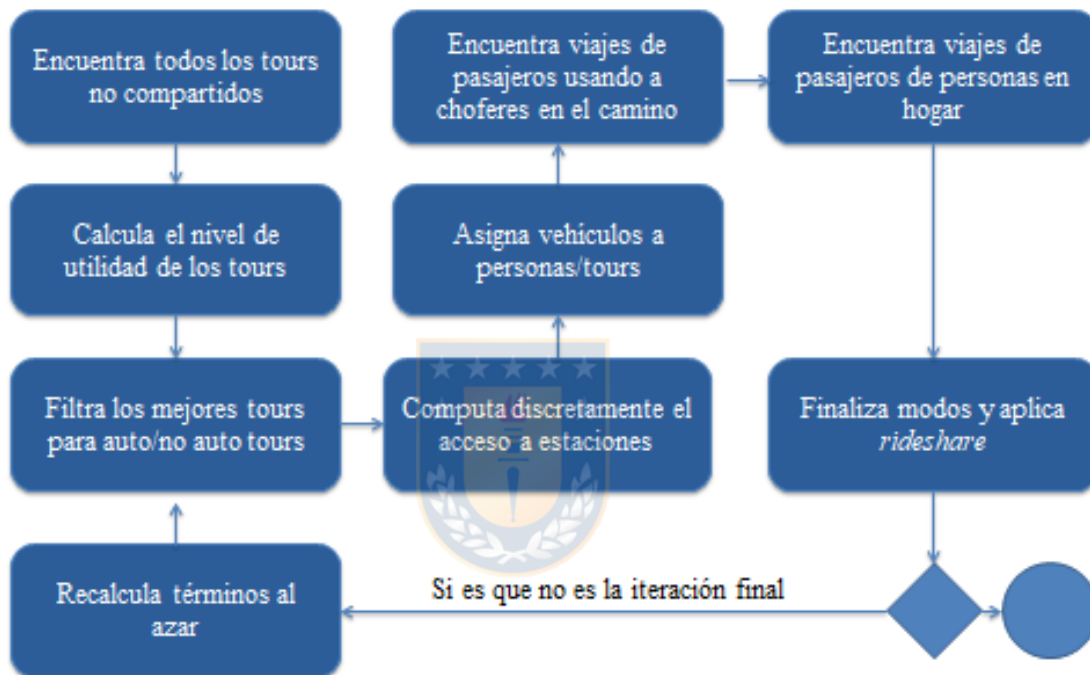 Encuentra todos los tours
no compartidos
Calcula el nivel de
utilidad de los tours
Filtra los mejores tours
para auto/no auto tours
Computa discretamente el
acceso a estaciones
Asigna vehículos a
personas/tours
Encuentra viajes de
pasajeros usando a
choferes en el camino
Encuentra viajes de
pasajeros de personas en
hogar
Finaliza modos y aplica
rideshare
Si es que no es la iteración final
Recalcula términos al
azar